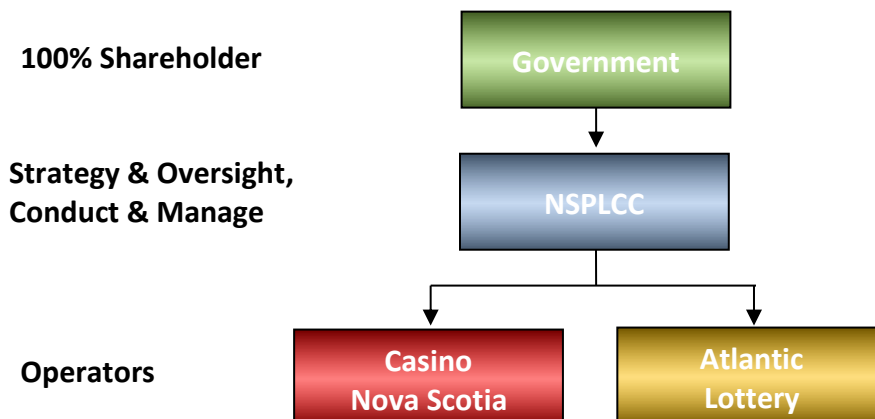 100% Shareholder
Government
Strategy & Oversight,
Conduct & Manage
NSPLCC
Operators
Casino
Nova Scotia
Atlantic
Lottery